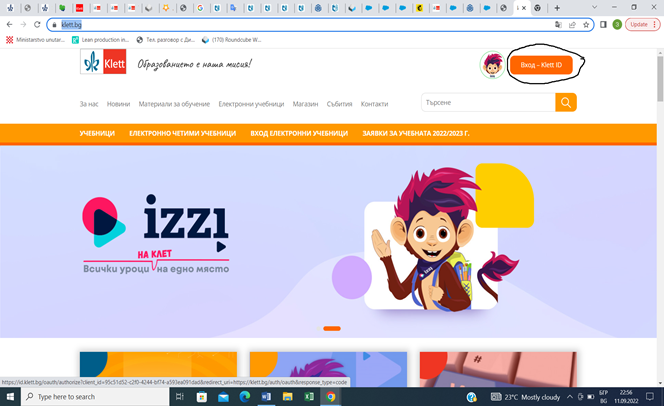 klett.bg
Update
Ministarstvo unutar...
Lean production in...
Тел. разговор с Ди...
(170) Roundcube W...
Klett
Образованието е наша мисия!
Вход - Klett ID
За нас
Новини
Материали за обучение
Електронни учебници
Магазин
Събития
Контакти
Търсене
УЧЕБНИЦИ
ЕЛЕКТРОННО ЧЕТИМИ УЧЕБНИЦИ
ВХОД ЕЛЕКТРОННИ УЧЕБНИЦИ
ЗАЯВКИ ЗА УЧЕБНАТА 2022/2023 Г.
izzi
НА КЛЕТ
Всички уроци на едно място
https://id.klett.bg/oauth/authorize?client_id=95c51d52-c2f0-4244-bf74-a593ea091dad&redirect_uri=https://klett.bg/auth/oauth&response_type=code
Type here to search
23°C Mostly cloudy
БГР
BG
22:56
11.09.2022